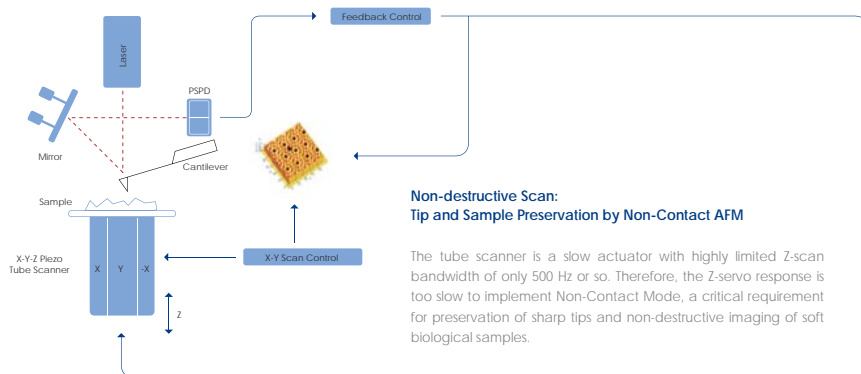 Feedback Control
Laser
PSPD
Mirror
Cantilever
Sample
Non-destructive Scan:
Tip and Sample Preservation by Non-Contact AFM
X-Y-Z Piezo
Tube Scanner
X
Y
-X
X-Y Scan Control
Z
The tube scanner is a slow actuator with highly limited Z-scan
bandwidth of only 500 Hz or so. Therefore, the Z-servo response is
too slow to implement Non-Contact Mode, a critical requirement
for preservation of sharp tips and non-destructive imaging of soft
biological samples.